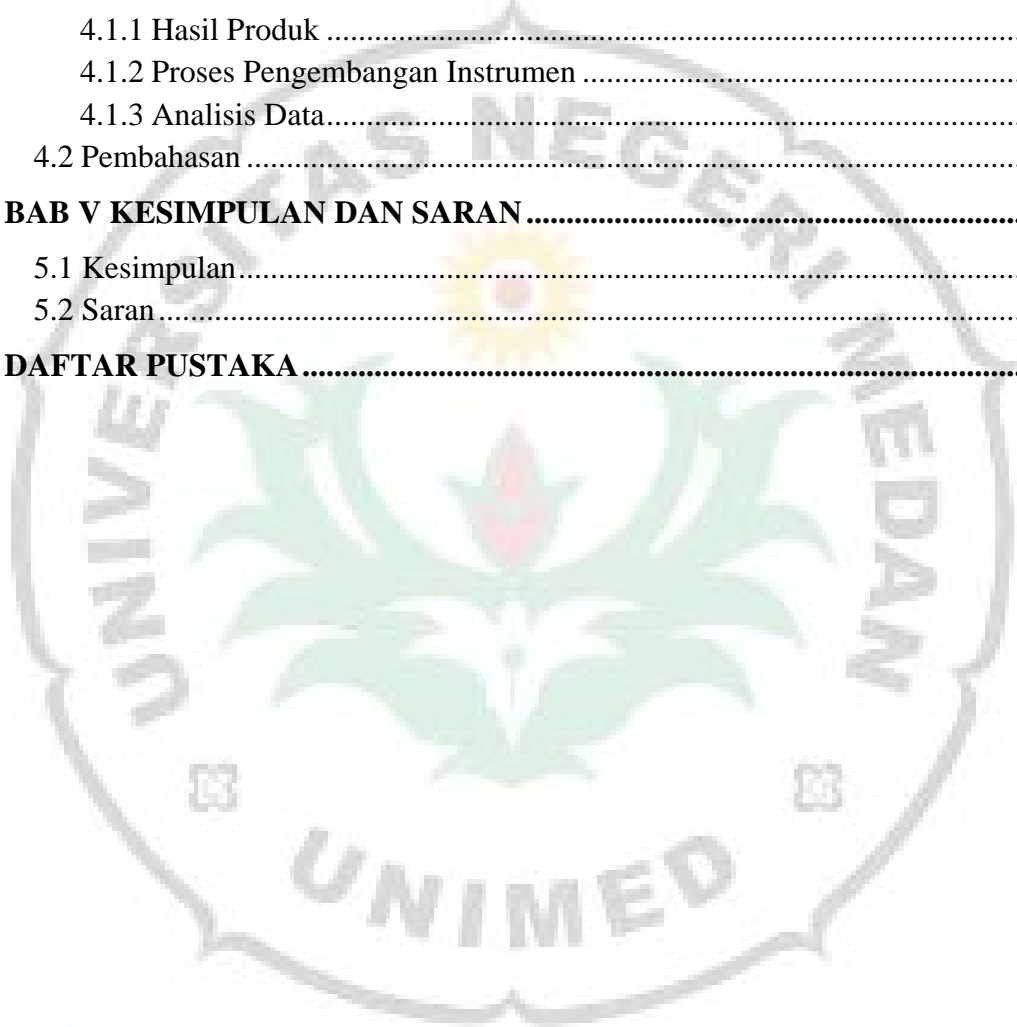 4.1.1 Hasil Produk ........................................................................................
4.1.2 Proses Pengembangan Instrumen .......................................................
4.1.3 Analisis Data.........................................................................................
4.2 Pembahasan ...................................................................................................
BAB V KESIMPULAN DAN SARAN ..............................................................
5.1 Kesimpulan....................................................................................................
5.2 Saran ..............................................................................................................
DAFTAR PUSTAKA ..........................................................................................
UNIVERSITAS NEGERI MEDAN
UNIMED